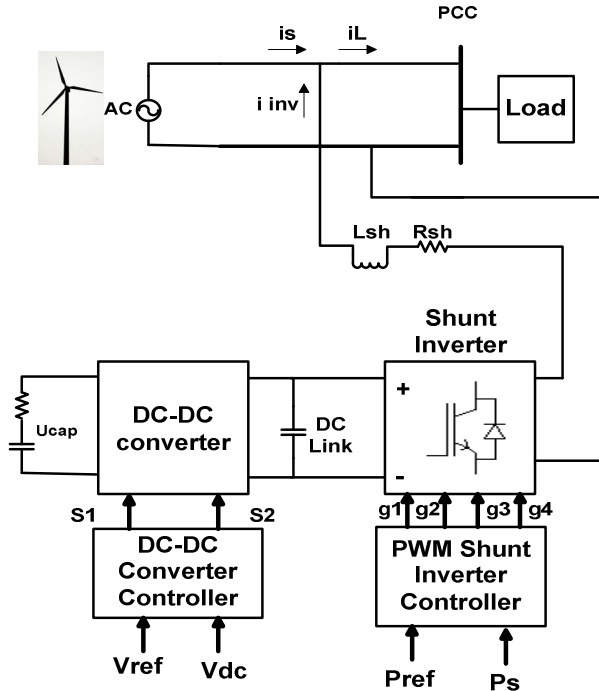 PCC
is
iL
AC
i inv
Load
Lsh
Rsh
Shunt
Inverter
Ucap
DC-DC
converter
DC
Link
+
-
S1
S2
g1
g2
g3
g4
DC-DC
Converter
Controller
PWM Shunt
Inverter
Controller
Vref
Vdc
Pref
Ps